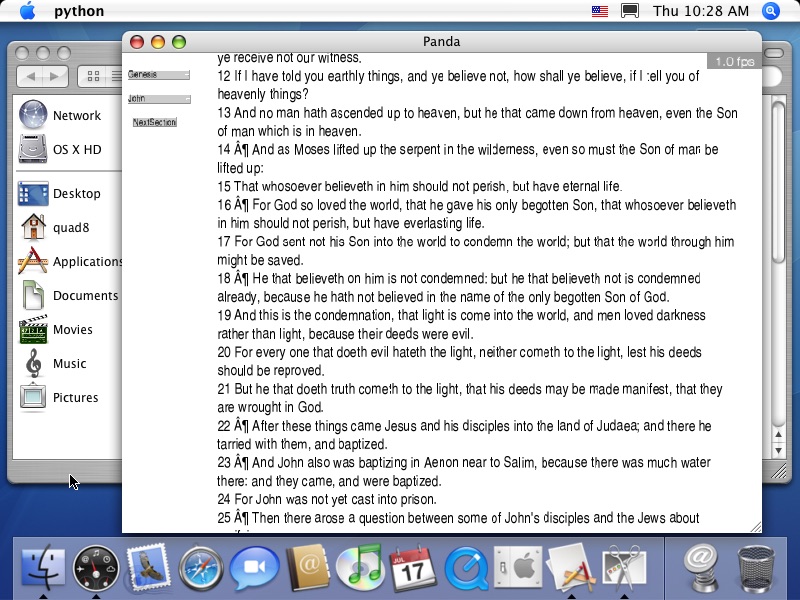 python
Thu 10:28 AM
Panda
1.0 fps
Network
OS X HD
Desktop
quad8
Applications
Documents
Movies
Music
Pictures
Genesis
John
NextSection
ye receive not our witness.
12 If I have told you earthly things, and ye believe not, how shall ye believe, if I tell you of
heavenly things?
13 And no man hath ascended up to heaven, but he that came down from heaven, even the Son
of man which is in heaven.
14 Â¶ And as Moses lifted up the serpent in the wilderness, even so must the Son of man be
lifted up:
15 That whosoever believeth in him should not perish, but have eternal life.
16 Â¶ For God so loved the world, that he gave his only begotten Son, that whosoever believeth
in him should not perish, but have everlasting life.
17 For God sent not his Son into the world to condemn the world; but that the world through him
might be saved.
18 Â¶ He that believeth on him is not condemned: but he that believeth not is condemned
already, because he hath not believed in the name of the only begotten Son of God.
19 And this is the condemnation, that light is come into the world, and men loved darkness
rather than light, because their deeds were evil.
20 For every one that doeth evil hateth the light, neither cometh to the light, lest his deeds
should be reproved.
21 But he that doeth truth cometh to the light, that his deeds may be made manifest, that they
are wrought in God.
22 Â¶ After these things came Jesus and his disciples into the land of Judaea; and there he
tarried with them, and baptized.
23 Â¶ And John also was baptizing in Aenon near to Salim, because there was much water
there: and they came, and were baptized.
24 For John was not yet cast into prison.
25 Â¶ Then there arose a question between some of John's disciples and the Jews about
JUL
17